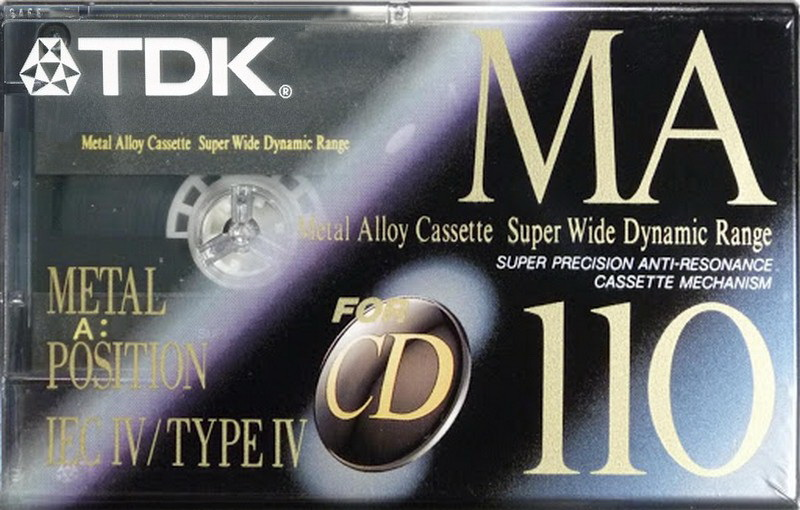 TDK®
MA
Metal Alloy Cassette Super Wide Dynamic Range
Metal Alloy Cassette Super Wide Dynamic Range
SUPER PRECISION ANTI-RESONANCE
CASSETTE MECHANISM
METAL
A:
POSITION
IEC IV/TYPE IV
FOR
CD
110